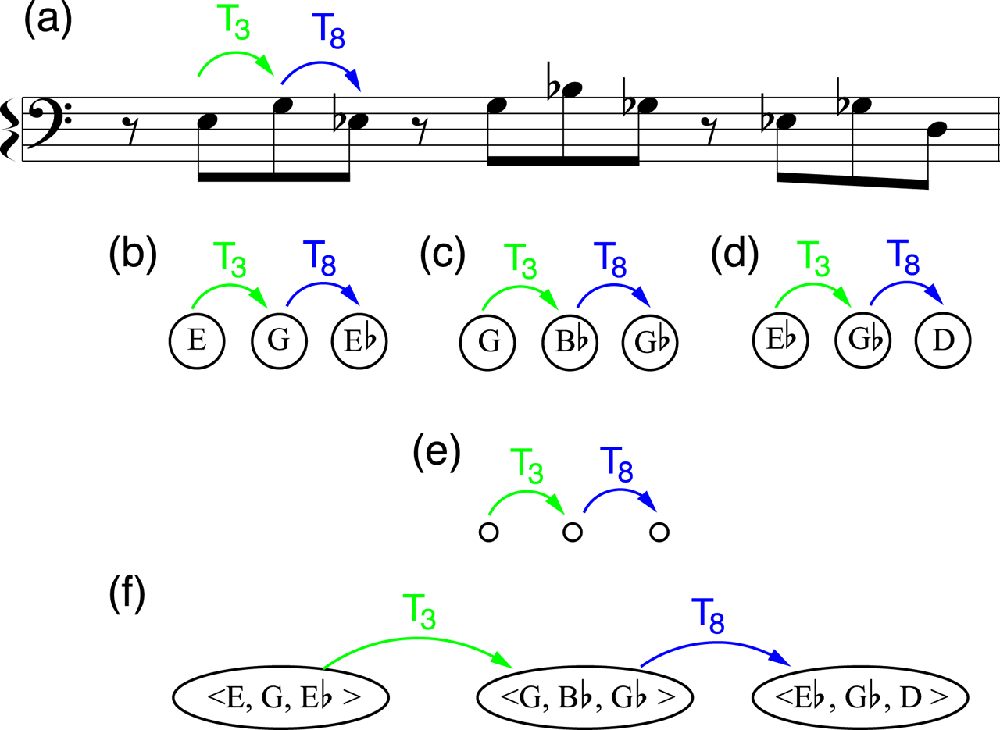 (a) T3 T8
(b) T3 T8 (c) T3 T8 (d) T3 T8
E G E♭ G B♭ G♭ E♭ G♭ D
(e) T3 T8
(f) T3 T8
<E, G, E♭ > <G, B♭, G♭ > <E♭, G♭, D >